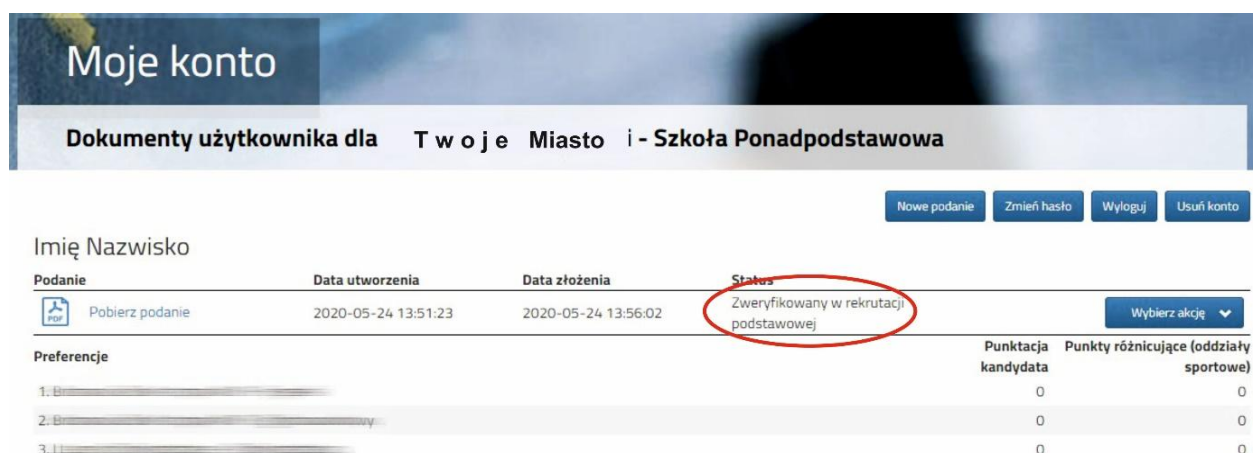 Moje konto
Dokumenty użytkownika dla T w o j e Miasto i - Szkoła Ponadpodstawowa
Nowe podanie Zmień hasło Wyloguj Usuń konto
Imię Nazwisko
Podanie Data utworzenia Data złożenia Status
PDF Pobierz podanie 2020-05-24 13:51:23 2020-05-24 13:56:02 Zweryfikowany w rekrutacji podstawowej Wybierz akcję
Preferencje Punktacja kandydata Punkty różnicujące (oddziały sportowe)
1. 0 0
2. 0 0
3. 0 0